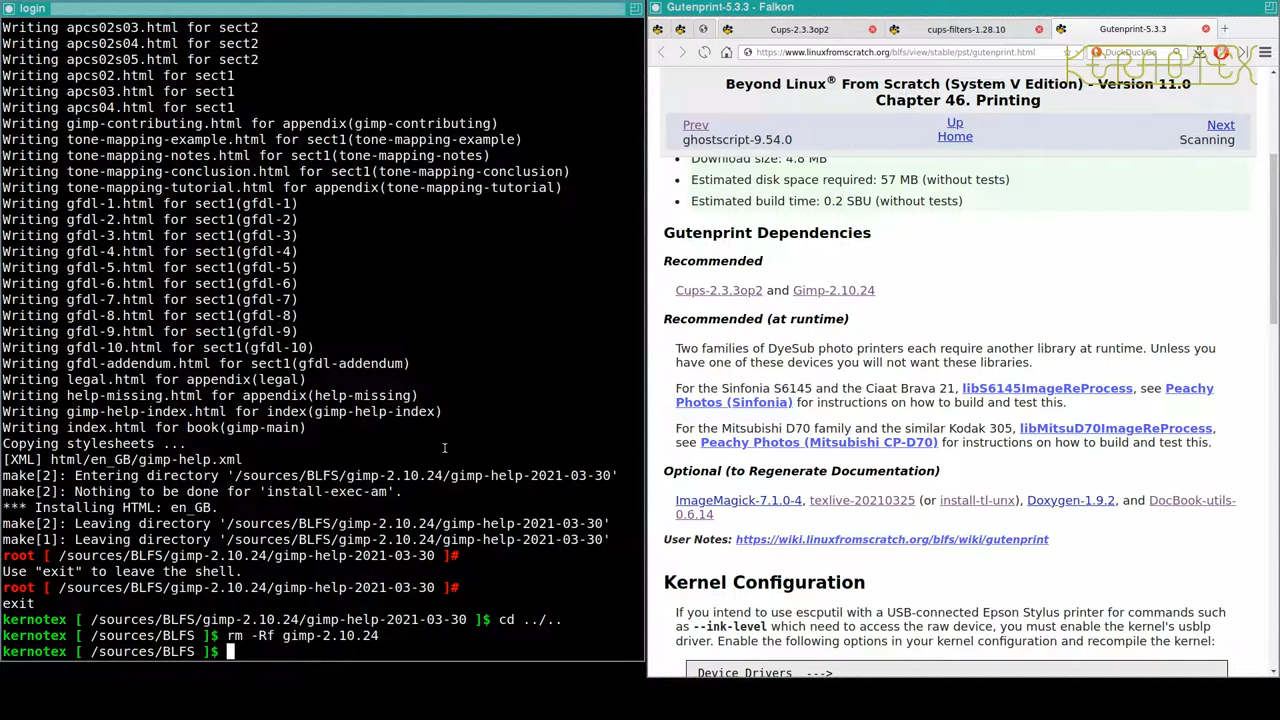 login
Writing apcs02s03.html for sect2
Writing apcs02s04.html for sect2
Writing apcs02s05.html for sect2
Writing apcs02.html for sect1
Writing apcs03.html for sect1
Writing apcs04.html for sect1
Writing gimp-contributing.html for appendix(gimp-contributing)
Writing tone-mapping-example.html for sect1(tone-mapping-example)
Writing tone-mapping-notes.html for sect1(tone-mapping-notes)
Writing tone-mapping-conclusion.html for sect1(tone-mapping-conclusion)
Writing tone-mapping-tutorial.html for appendix(tone-mapping-tutorial)
Writing gfdl-1.html for sect1(gfdl-1)
Writing gfdl-2.html for sect1(gfdl-2)
Writing gfdl-3.html for sect1(gfdl-3)
Writing gfdl-4.html for sect1(gfdl-4)
Writing gfdl-5.html for sect1(gfdl-5)
Writing gfdl-6.html for sect1(gfdl-6)
Writing gfdl-7.html for sect1(gfdl-7)
Writing gfdl-8.html for sect1(gfdl-8)
Writing gfdl-9.html for sect1(gfdl-9)
Writing gfdl-10.html for sect1(gfdl-10)
Writing gfdl-addendum.html for sect1(gfdl-addendum)
Writing legal.html for appendix(legal)
Writing help-missing.html for appendix(help-missing)
Writing gimp-help-index.html for index(gimp-help-index)
Writing index.html for book(gimp-main)
Copying stylesheets ...
[XML] html/en_GB/gimp-help.xml
make[2]: Entering directory '/sources/BLFS/gimp-2.10.24/gimp-help-2021-03-30'
make[2]: Nothing to be done for 'install-exec-am'.
*** Installing HTML: en_GB.
make[2]: Leaving directory '/sources/BLFS/gimp-2.10.24/gimp-help-2021-03-30'
make[1]: Leaving directory '/sources/BLFS/gimp-2.10.24/gimp-help-2021-03-30'
root [ /sources/BLFS/gimp-2.10.24/gimp-help-2021-03-30 ]#
Use "exit" to leave the shell.
root [ /sources/BLFS/gimp-2.10.24/gimp-help-2021-03-30 ]#
exit
kernotex [ /sources/BLFS/gimp-2.10.24/gimp-help-2021-03-30 ]$ cd ../..
kernotex [ /sources/BLFS ]$ rm -Rf gimp-2.10.24
kernotex [ /sources/BLFS ]$
Gutenprint-5.3.3 - Falkon
Cups-2.3.3op2
cups-filters-1.28.10
Gutenprint-5.3.3
https://www.linuxfromscratch.org/blfs/view/stable/pst/gutenprint.html
DuckDuckGo
KERNOTEX
Beyond Linux® From Scratch (System V Edition) - Version 11.0
Chapter 46. Printing
Prev
Up
Next
ghostscript-9.54.0
Home
Scanning
Download size: 4.8 MB
Estimated disk space required: 57 MB (without tests)
Estimated build time: 0.2 SBU (without tests)
Gutenprint Dependencies
Recommended
Cups-2.3.3op2 and Gimp-2.10.24
Recommended (at runtime)
Two families of DyeSub photo printers each require another library at runtime. Unless you
have one of these devices you will not want these libraries.
For the Sinfonia S6145 and the Ciaat Brava 21, libS6145ImageReProcess, see Peachy
Photos (Sinfonia) for instructions on how to build and test this.
For the Mitsubishi D70 family and the similar Kodak 305, libMitsuD70ImageReProcess,
see Peachy Photos (Mitsubishi CP-D70) for instructions on how to build and test this.
Optional (to Regenerate Documentation)
ImageMagick-7.1.0-4, texlive-20210325 (or install-tl-unx), Doxygen-1.9.2, and DocBook-utils-
0.6.14
User Notes: https://wiki.linuxfromscratch.org/blfs/wiki/gutenprint
Kernel Configuration
If you intend to use escputil with a USB-connected Epson Stylus printer for commands such
as --ink-level which need to access the raw device, you must enable the kernel's usblp
driver. Enable the following options in your kernel configuration and recompile the kernel:
Device Drivers --->